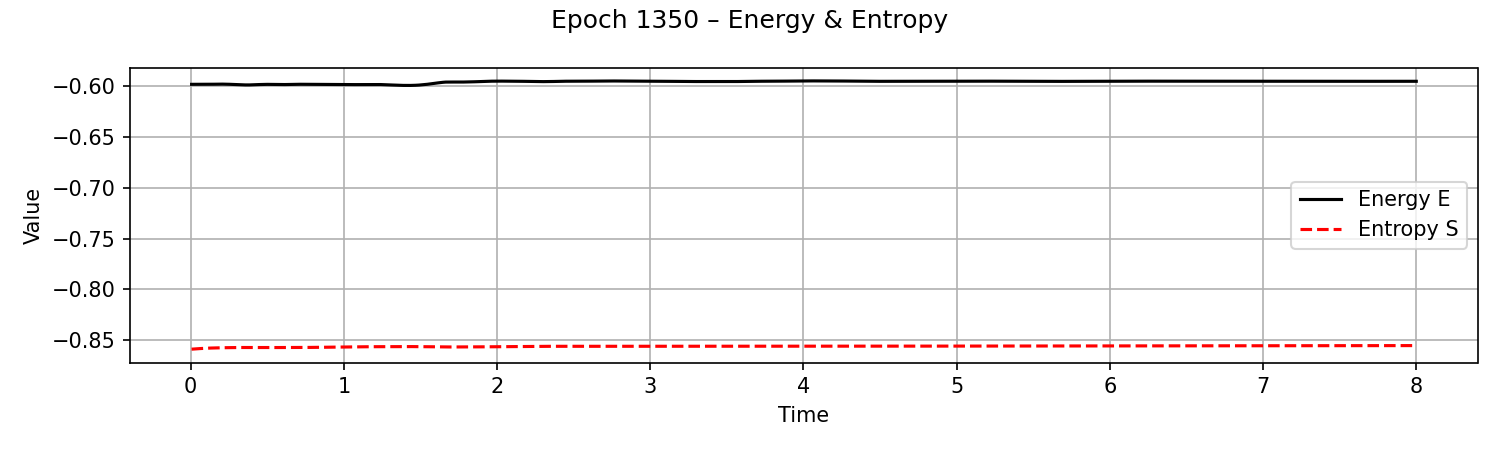 Epoch 1350 – Energy & Entropy
−0.60
−0.65
−0.70
−0.75
−0.80
−0.85
Value
Energy E
Entropy S
0 1 2 3 4 5 6 7 8
Time